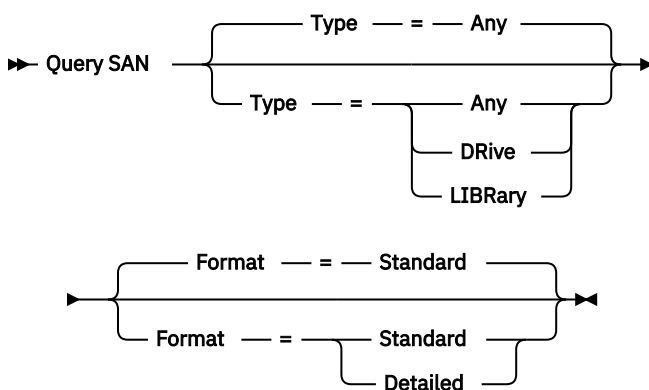 Type = Any
Query SAN
Type = Any
DRive
LIBRary
Format = Standard
Format = Standard
Detailed